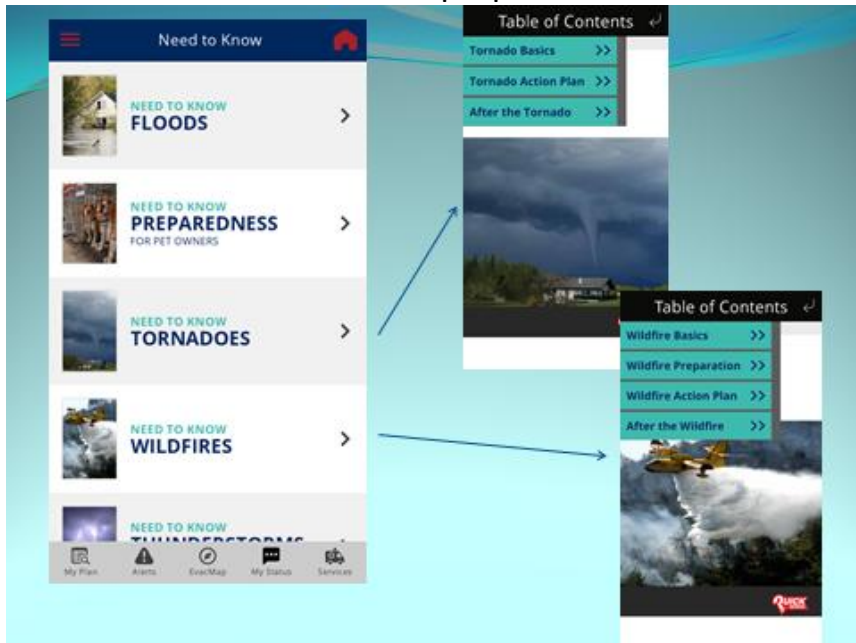 Need to Know
NEED TO KNOW
FLOODS
NEED TO KNOW
PREPAREDNESS
FOR PET OWNERS
NEED TO KNOW
TORNADOES
NEED TO KNOW
WILDFIRES
NEED TO KNOW
THUNDERSTORMS
My Plan
Alerts
EvacMap
My Status
Services
Table of Contents
Tornado Basics >>
Tornado Action Plan >>
After the Tornado >>
Table of Contents
Wildfire Basics >>
Wildfire Preparation >>
Wildfire Action Plan >>
After the Wildfire >>
QUICK